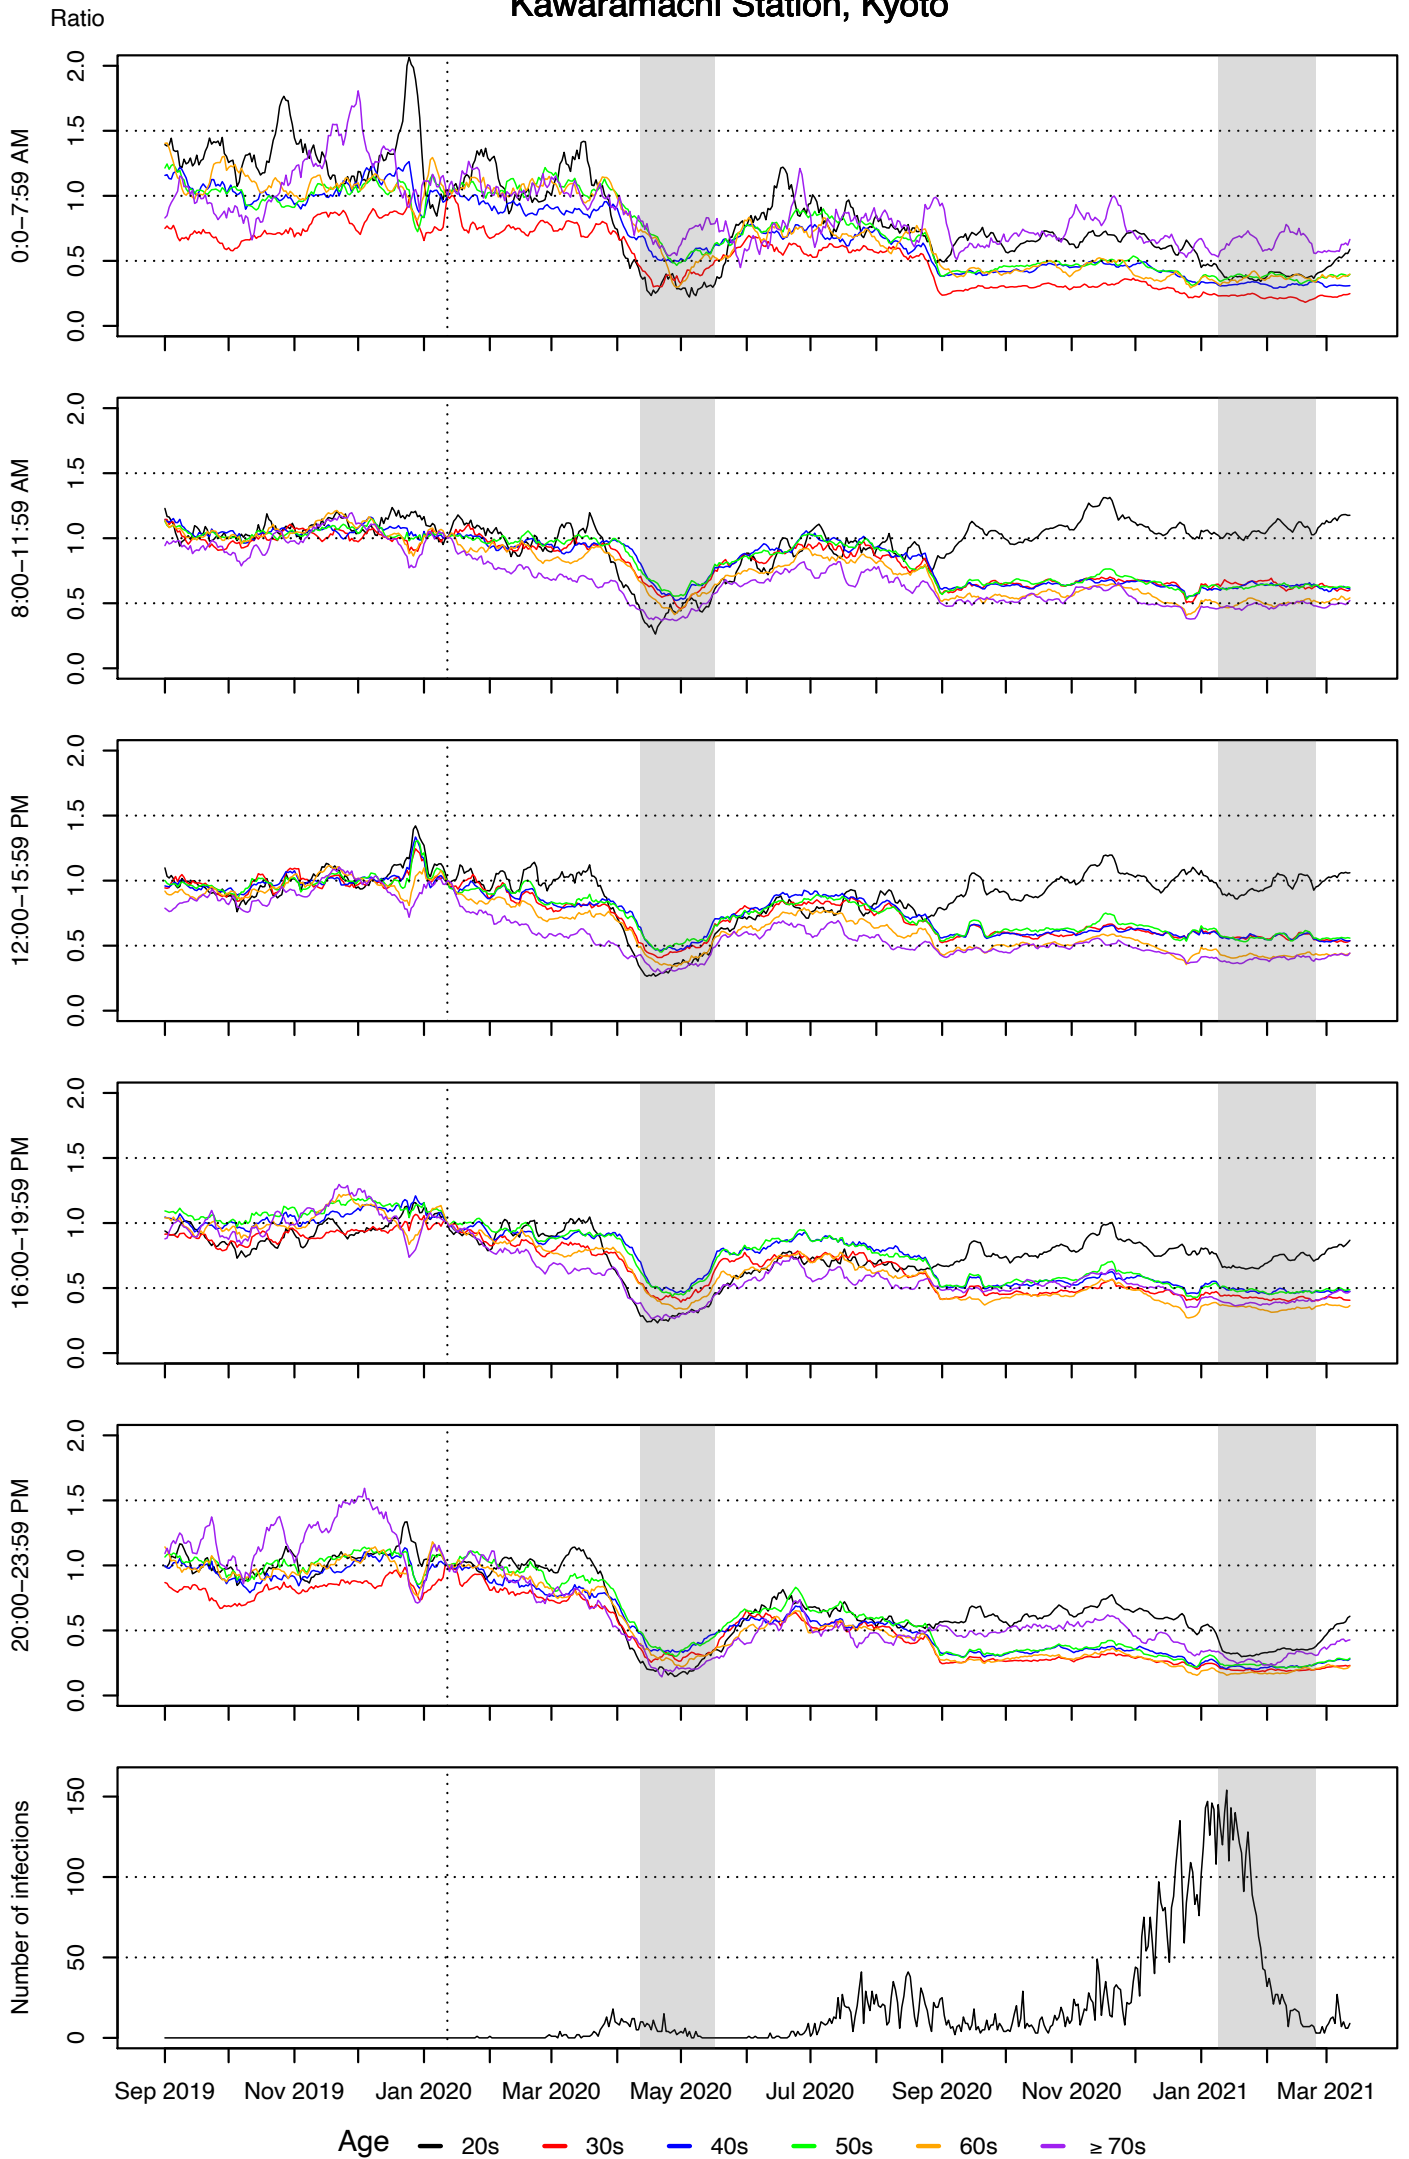 Kawaramachi Station, Kyoto
Ratio
0:0–7:59 AM
0.0 0.5 1.0 1.5 2.0
8:00–11:59 AM
0.0 0.5 1.0 1.5 2.0
12:00–15:59 PM
0.0 0.5 1.0 1.5 2.0
16:00–19:59 PM
0.0 0.5 1.0 1.5 2.0
20:00–23:59 PM
0.0 0.5 1.0 1.5 2.0
Number of infections
0 50 100 150
Sep 2019 Nov 2019 Jan 2020 Mar 2020 May 2020 Jul 2020 Sep 2020 Nov 2020 Jan 2021 Mar 2021
Age 20s 30s 40s 50s 60s ≥ 70s